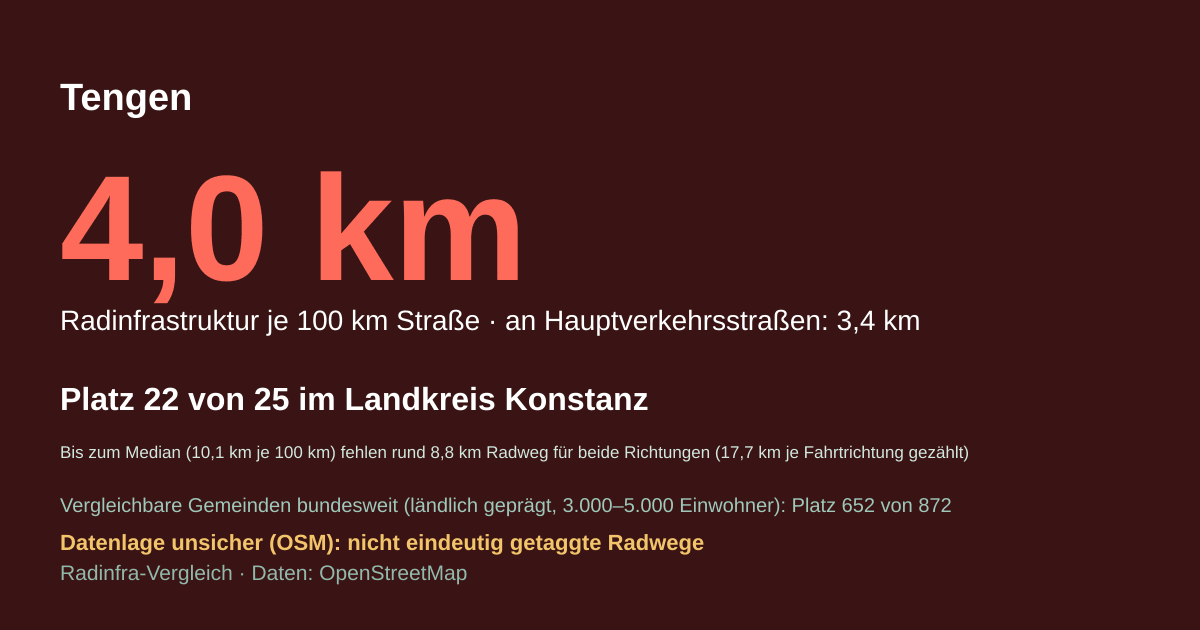 Tengen
4,0 km
Radinfrastruktur je 100 km Straße · an Hauptverkehrsstraßen: 3,4 km
Platz 22 von 25 im Landkreis Konstanz
Bis zum Median (10,1 km je 100 km) fehlen rund 8,8 km Radweg für beide Richtungen (17,7 km je Fahrtrichtung gezählt)
Vergleichbare Gemeinden bundesweit (ländlich geprägt, 3.000–5.000 Einwohner): Platz 652 von 872
Datenlage unsicher (OSM): nicht eindeutig getaggte Radwege
Radinfra-Vergleich · Daten: OpenStreetMap